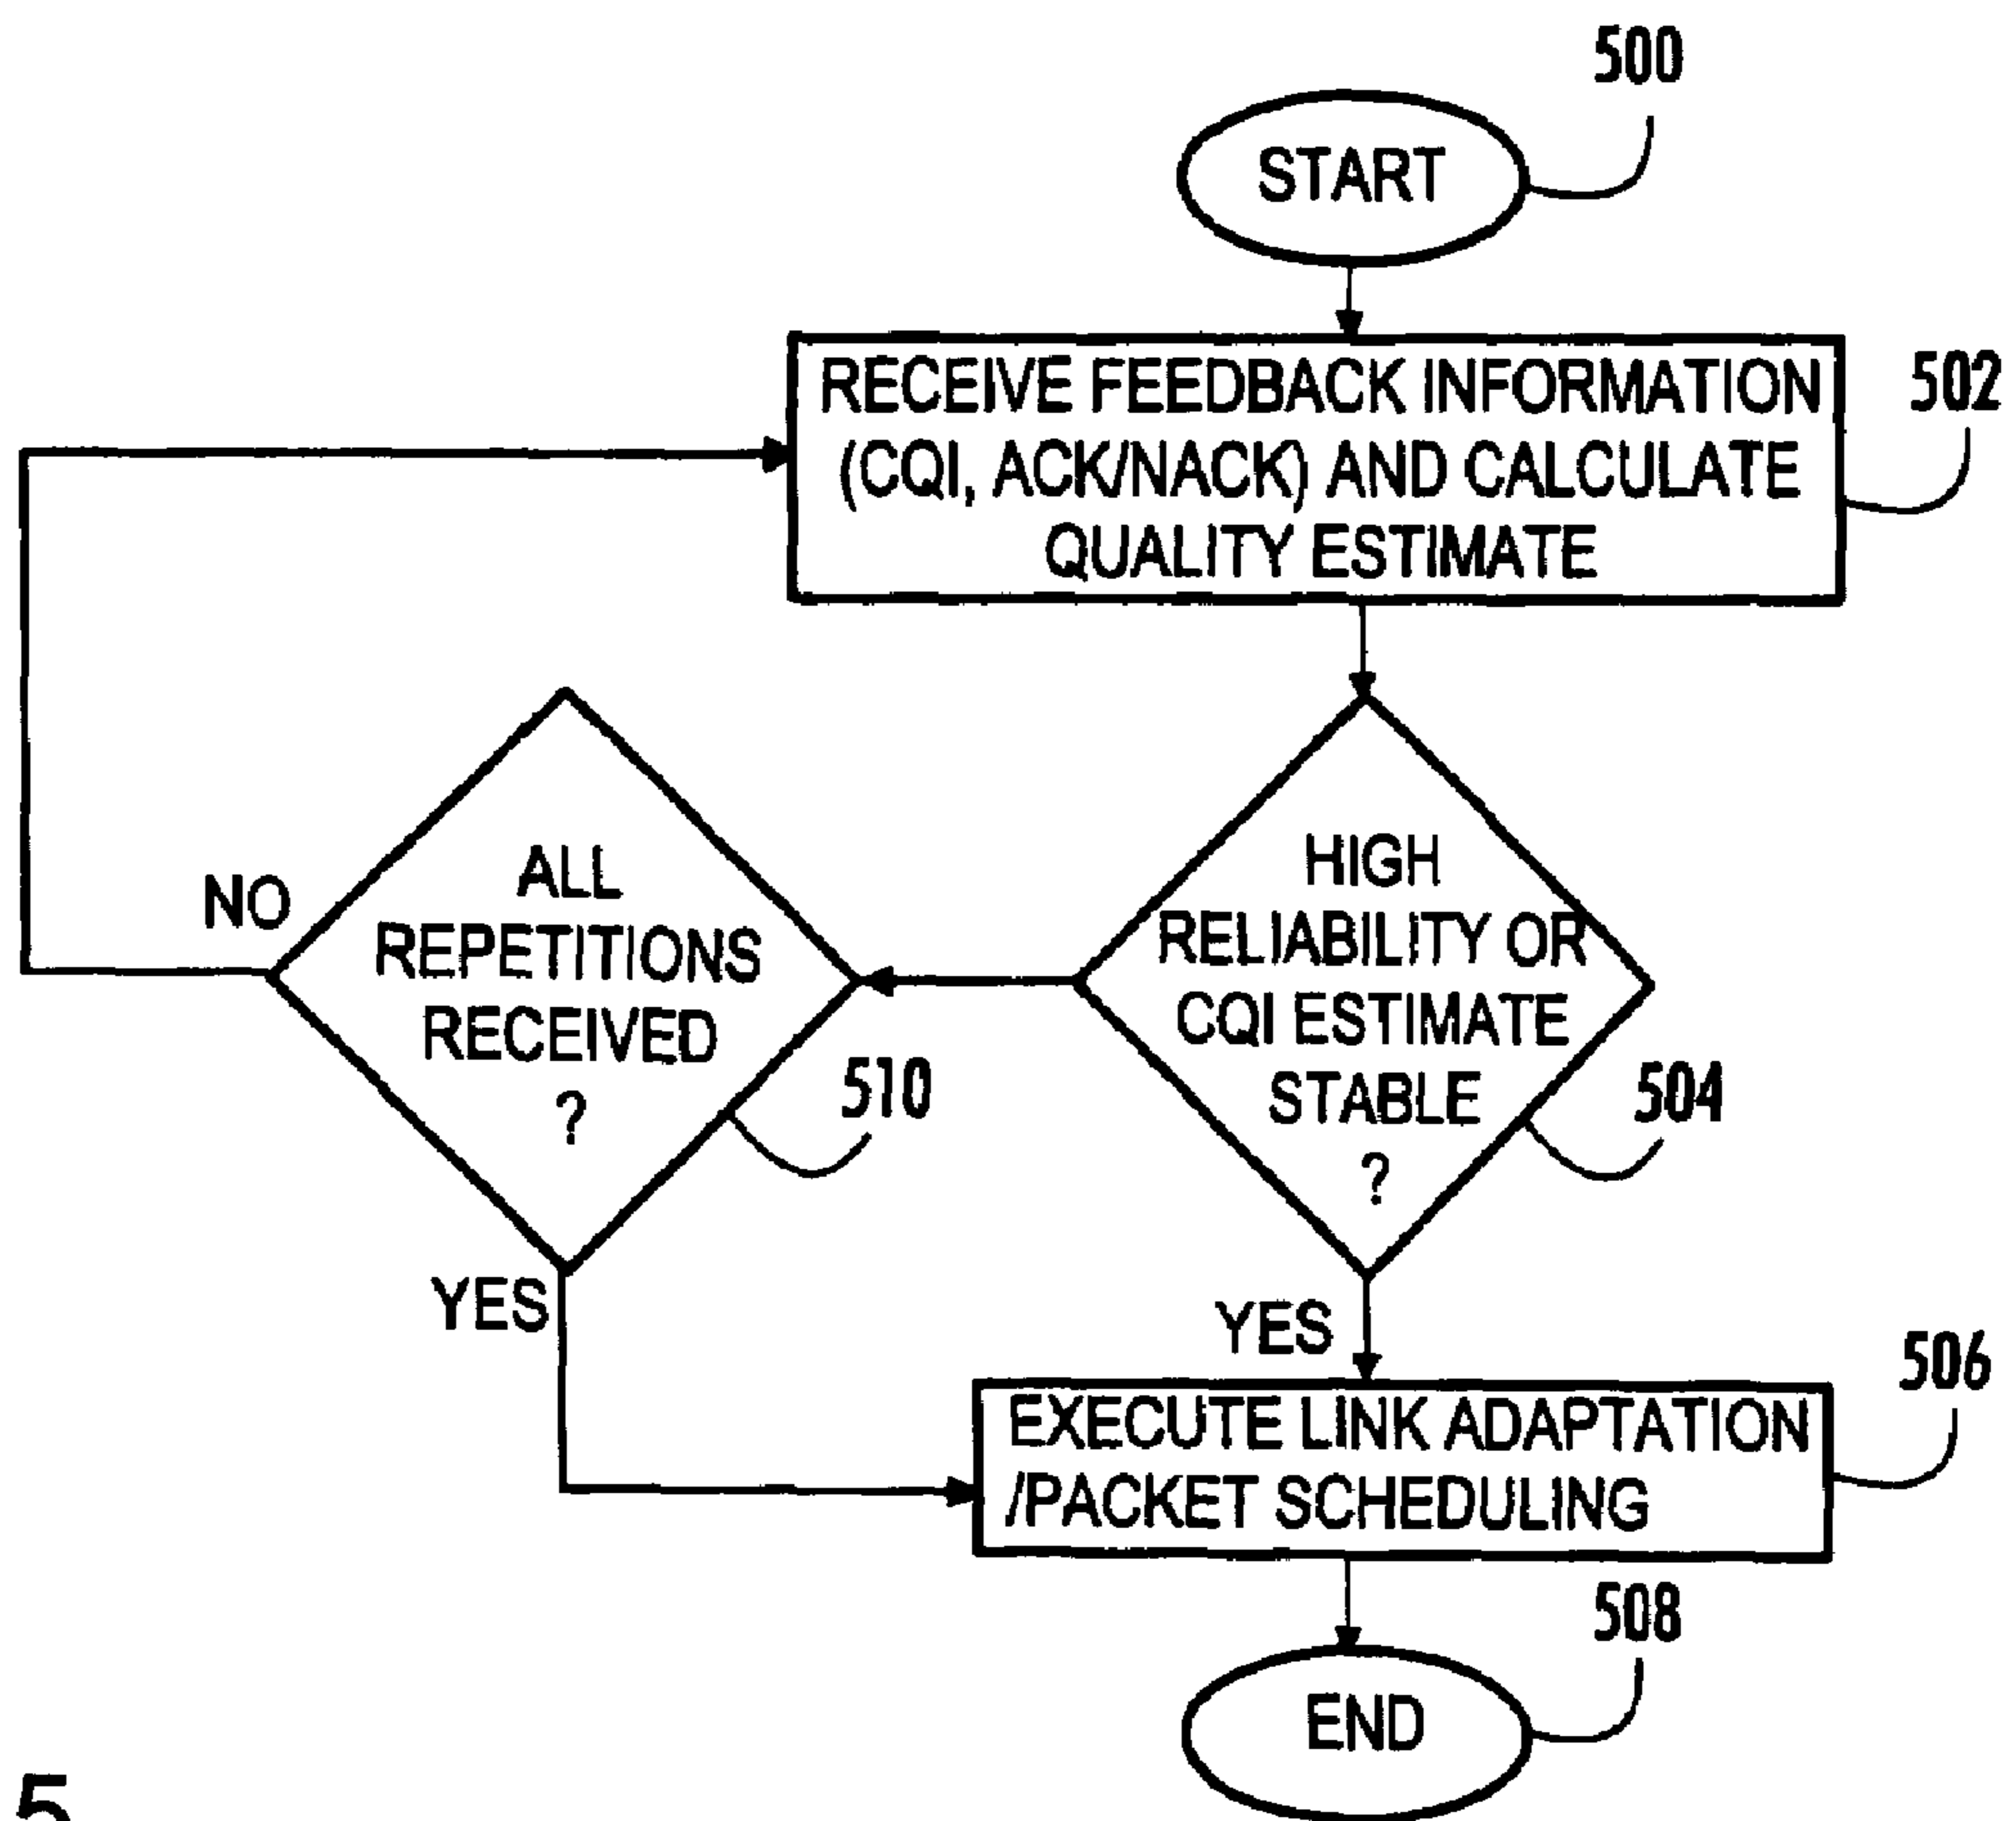 500
START
RECEIVE FEEDBACK INFORMATION
(CQI, ACK/NACK) AND CALCULATE
QUALITY ESTIMATE
502
HIGH
RELIABILITY OR
CQI ESTIMATE
STABLE
?
504
ALL
REPETITIONS
RECEIVED
?
510
NO
YES
YES
EXECUTE LINK ADAPTATION
/PACKET SCHEDULING
506
508
END
5